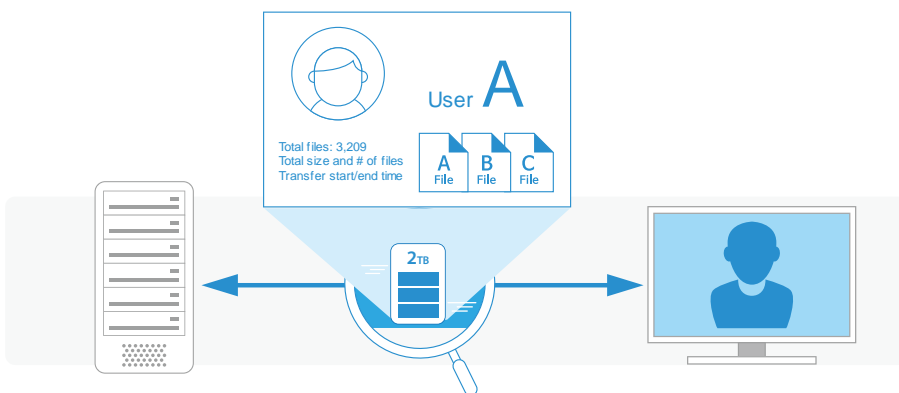 User A
Total files: 3,209
Total size and # of files
Transfer start/end time
A B C
File File File
2TB